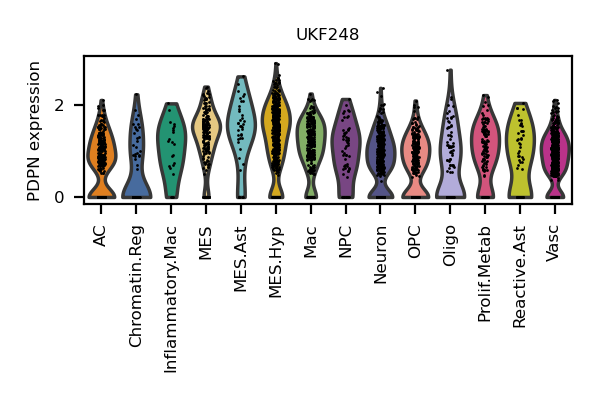 UKF248
PDPN expression
2
0
AC
Chromatin.Reg
Inflammatory.Mac
MES
MES.Ast
MES.Hyp
Mac
NPC
Neuron
OPC
Oligo
Prolif.Metab
Reactive.Ast
Vasc